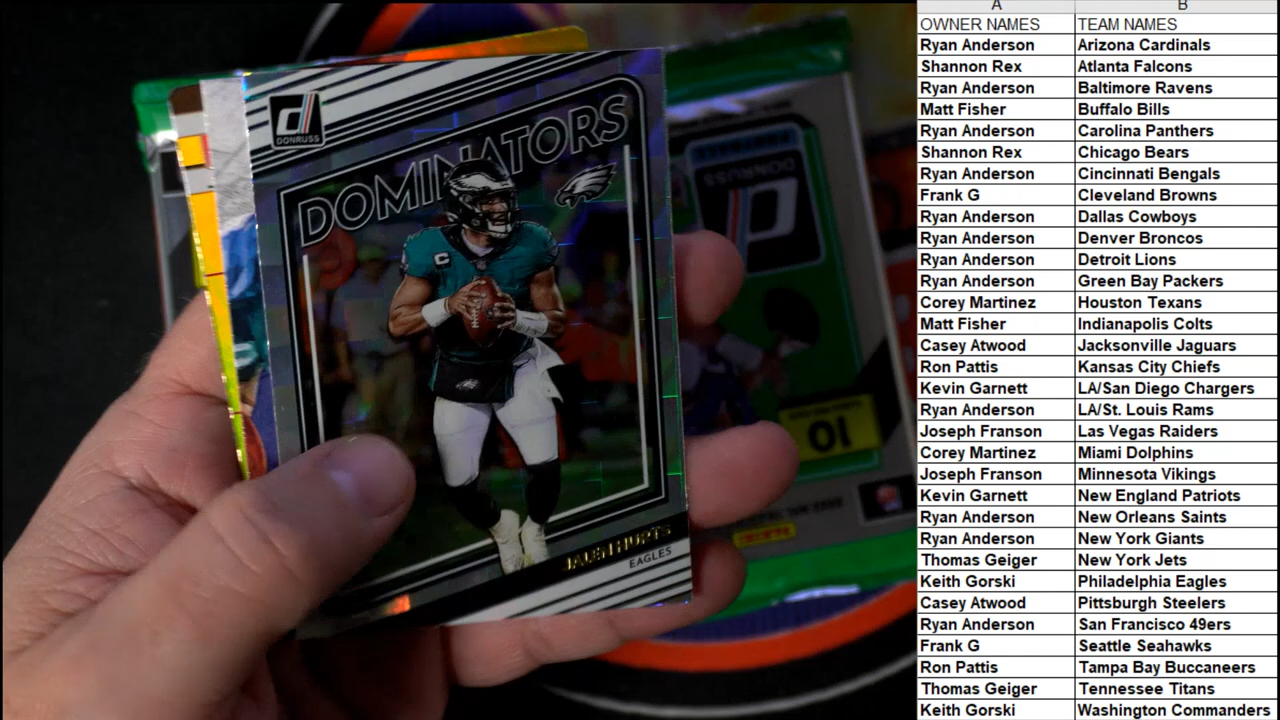 DONRUSS
DOMINATORS
C
JALEN HURTS
EAGLES
DONRUSS
10
A B
OWNER NAMES TEAM NAMES
Ryan Anderson Arizona Cardinals
Shannon Rex Atlanta Falcons
Ryan Anderson Baltimore Ravens
Matt Fisher Buffalo Bills
Ryan Anderson Carolina Panthers
Shannon Rex Chicago Bears
Ryan Anderson Cincinnati Bengals
Frank G Cleveland Browns
Ryan Anderson Dallas Cowboys
Ryan Anderson Denver Broncos
Ryan Anderson Detroit Lions
Ryan Anderson Green Bay Packers
Corey Martinez Houston Texans
Matt Fisher Indianapolis Colts
Casey Atwood Jacksonville Jaguars
Ron Pattis Kansas City Chiefs
Kevin Garnett LA/San Diego Chargers
Ryan Anderson LA/St. Louis Rams
Joseph Franson Las Vegas Raiders
Corey Martinez Miami Dolphins
Joseph Franson Minnesota Vikings
Kevin Garnett New England Patriots
Ryan Anderson New Orleans Saints
Ryan Anderson New York Giants
Thomas Geiger New York Jets
Keith Gorski Philadelphia Eagles
Casey Atwood Pittsburgh Steelers
Ryan Anderson San Francisco 49ers
Frank G Seattle Seahawks
Ron Pattis Tampa Bay Buccaneers
Thomas Geiger Tennessee Titans
Keith Gorski Washington Commanders